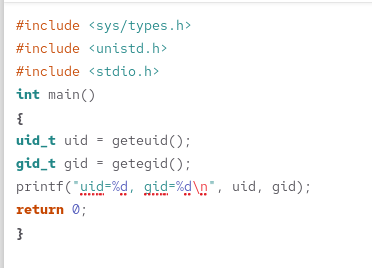 #include <sys/types.h>
#include <unistd.h>
#include <stdio.h>
int main()
{
uid_t uid = geteuid();
gid_t gid = getegid();
printf("uid=%d, gid=%d\n", uid, gid);
return 0;
}